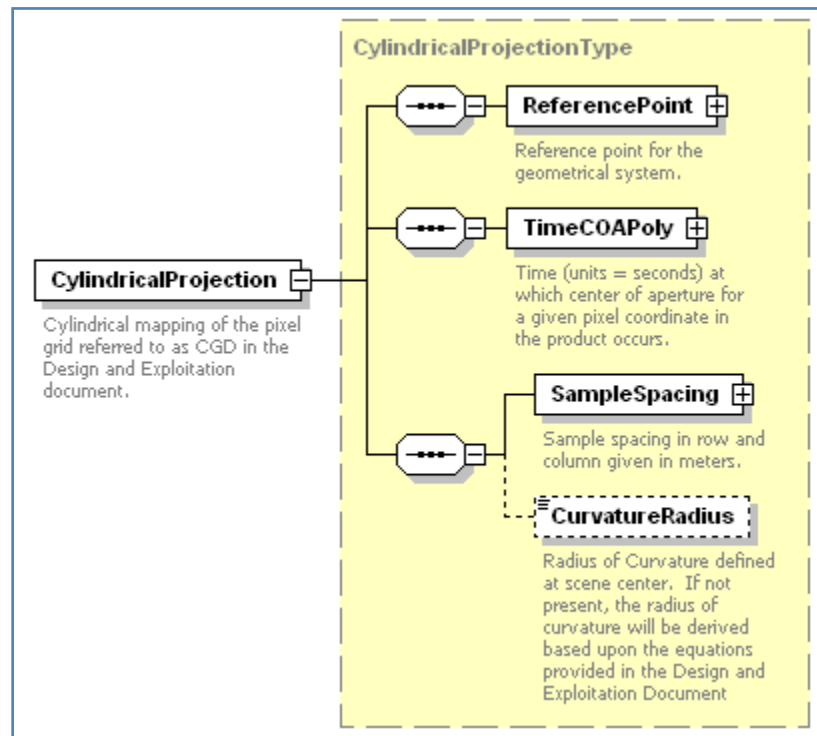 CylindricalProjectionType
ReferencePoint
Reference point for the
geometrical system.
TimeCOAPoly
Time (units = seconds) at
which center of aperture for
a given pixel coordinate in
the product occurs.
CylindricalProjection
Cylindrical mapping of the pixel
grid referred to as CGD in the
Design and Exploitation
document.
SampleSpacing
Sample spacing in row and
column given in meters.
CurvatureRadius
Radius of Curvature defined
at scene center.  If not
present, the radius of
curvature will be derived
based upon the equations
provided in the Design and
Exploitation Document